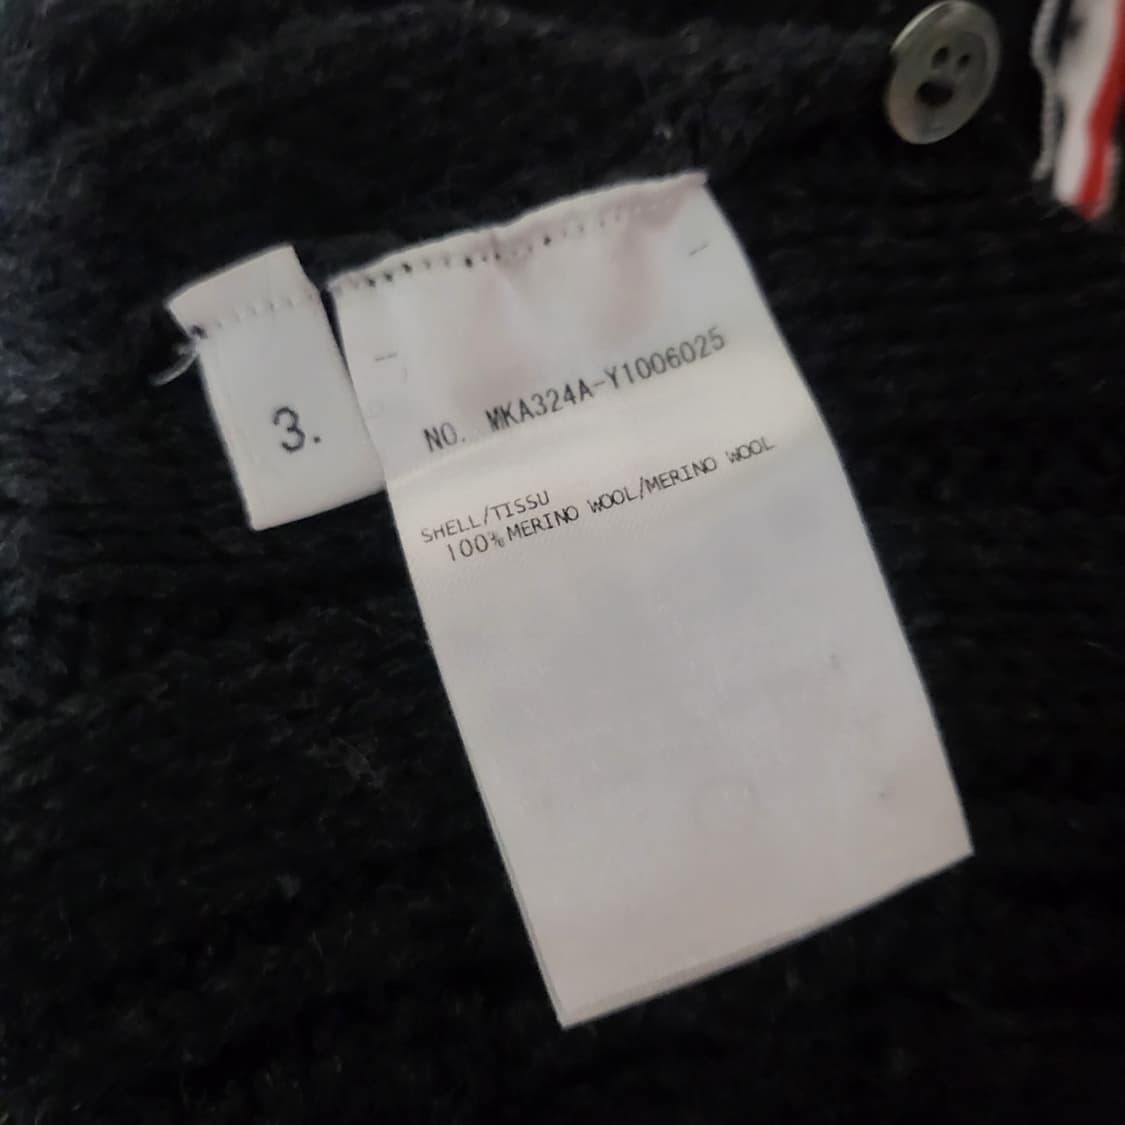 3.
NO. MKA324A-Y1006025
SHELL/TISSU
100% MERINO WOOL/MERINO WOOL